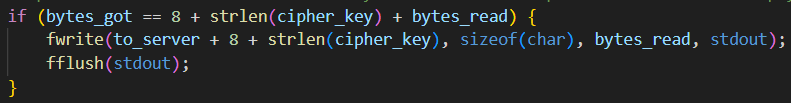 if (bytes_got == 8 + strlen(cipher_key) + bytes_read) {
    fwrite(to_server + 8 + strlen(cipher_key), sizeof(char), bytes_read, stdout);
    fflush(stdout);
}